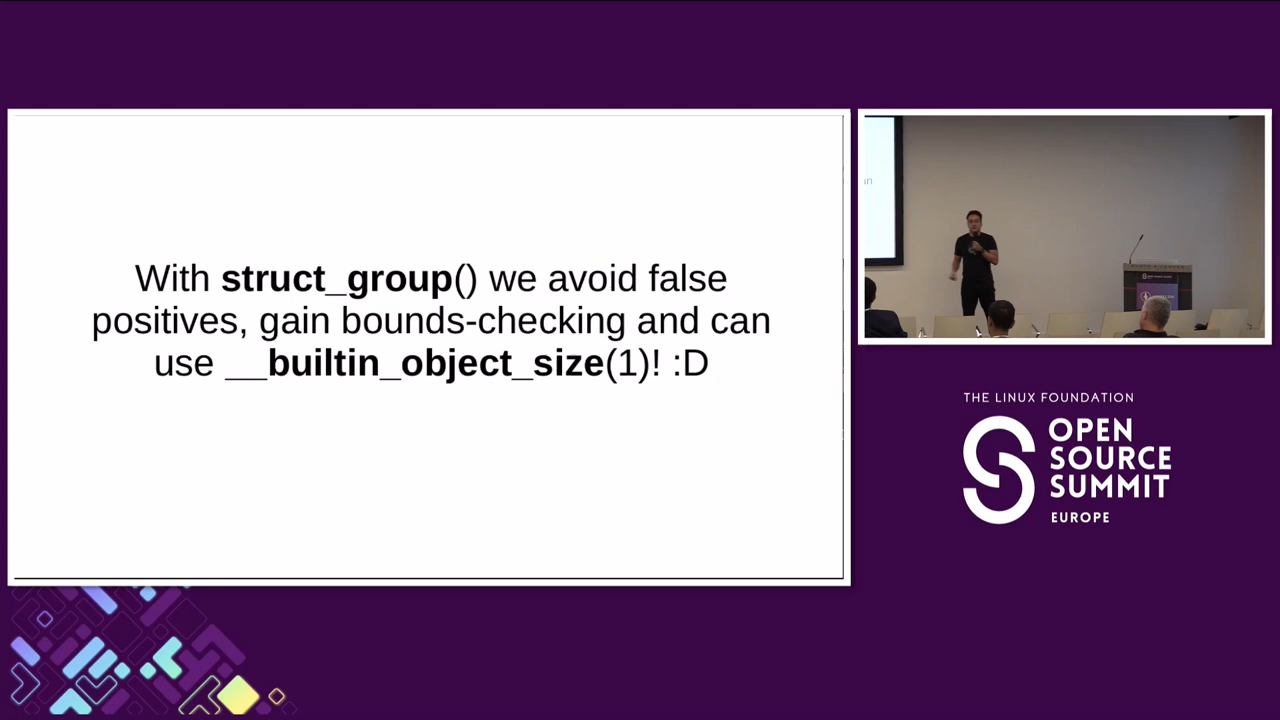 With struct_group() we avoid false
positives, gain bounds-checking and can
use __builtin_object_size(1)! :D
THE LINUX FOUNDATION
OPEN
SOURCE
SUMMIT
EUROPE